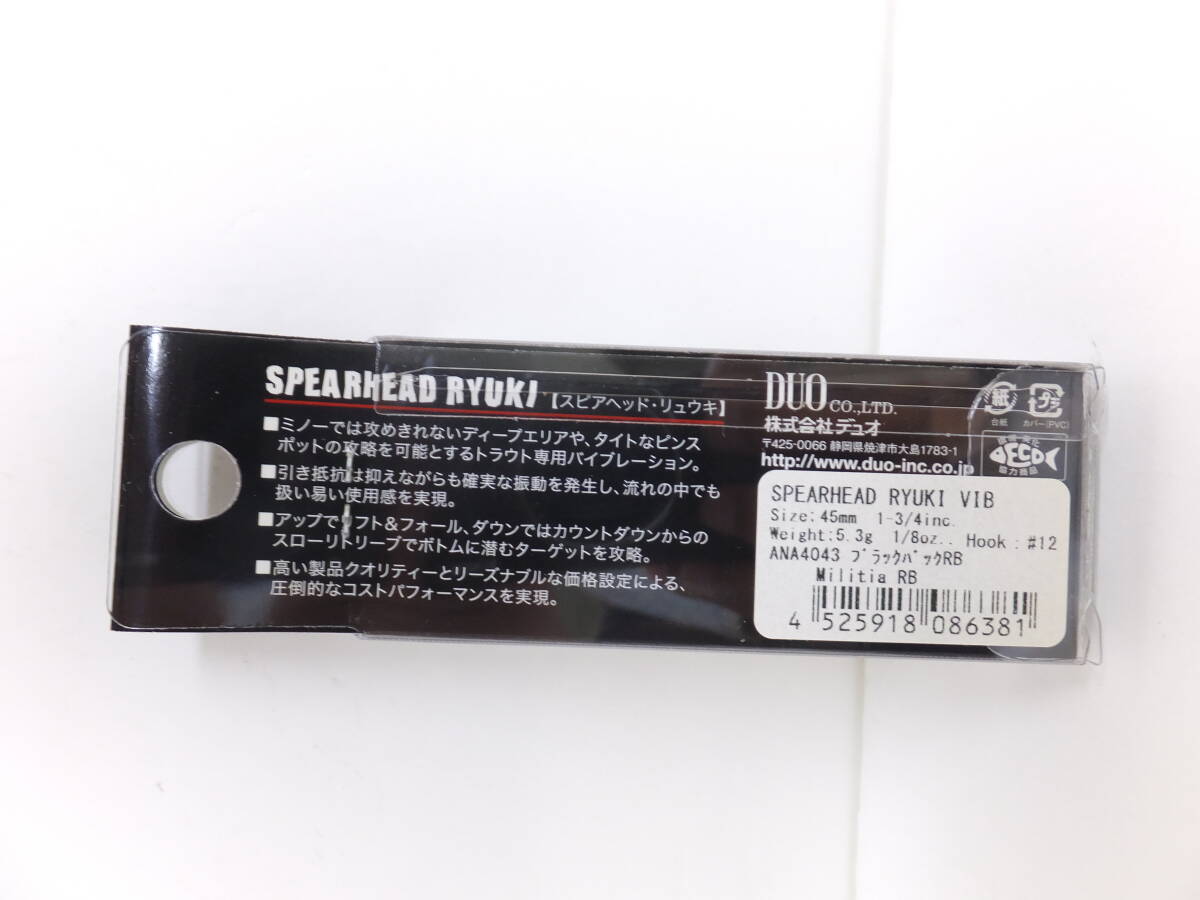 SPEARHEAD RYUKI【スピアヘッド・リュウキ】
■ミノーでは攻めきれないディープエリアや、タイトなピンス
ポットの攻略を可能とするトラウト専用バイブレーション。
■引き抵抗は抑えながらも確実な振動を発生し、流れの中でも
扱い易い使用感を実現。
■アップでリフト＆フォール、ダウンではカウントダウンからの
スローリトリーブでボトムに潜むターゲットを攻略。
■高い製品クオリティーとリーズナブルな価格設定による、
圧倒的なコストパフォーマンスを実現。
DUO CO.,LTD.
株式会社デュオ
〒425-0066 静岡県焼津市大島1783-1
http://www.duo-inc.co.jp
紙
台紙
プラ
カバー(PVC)
ECO
協力商品
SPEARHEAD RYUKI VIB
Size:45mm 1-3/4inc.
Weight:5.3g 1/8oz.. Hook:#12
ANA4043 ブラックバックRB
Militia RB
4 525918 086381